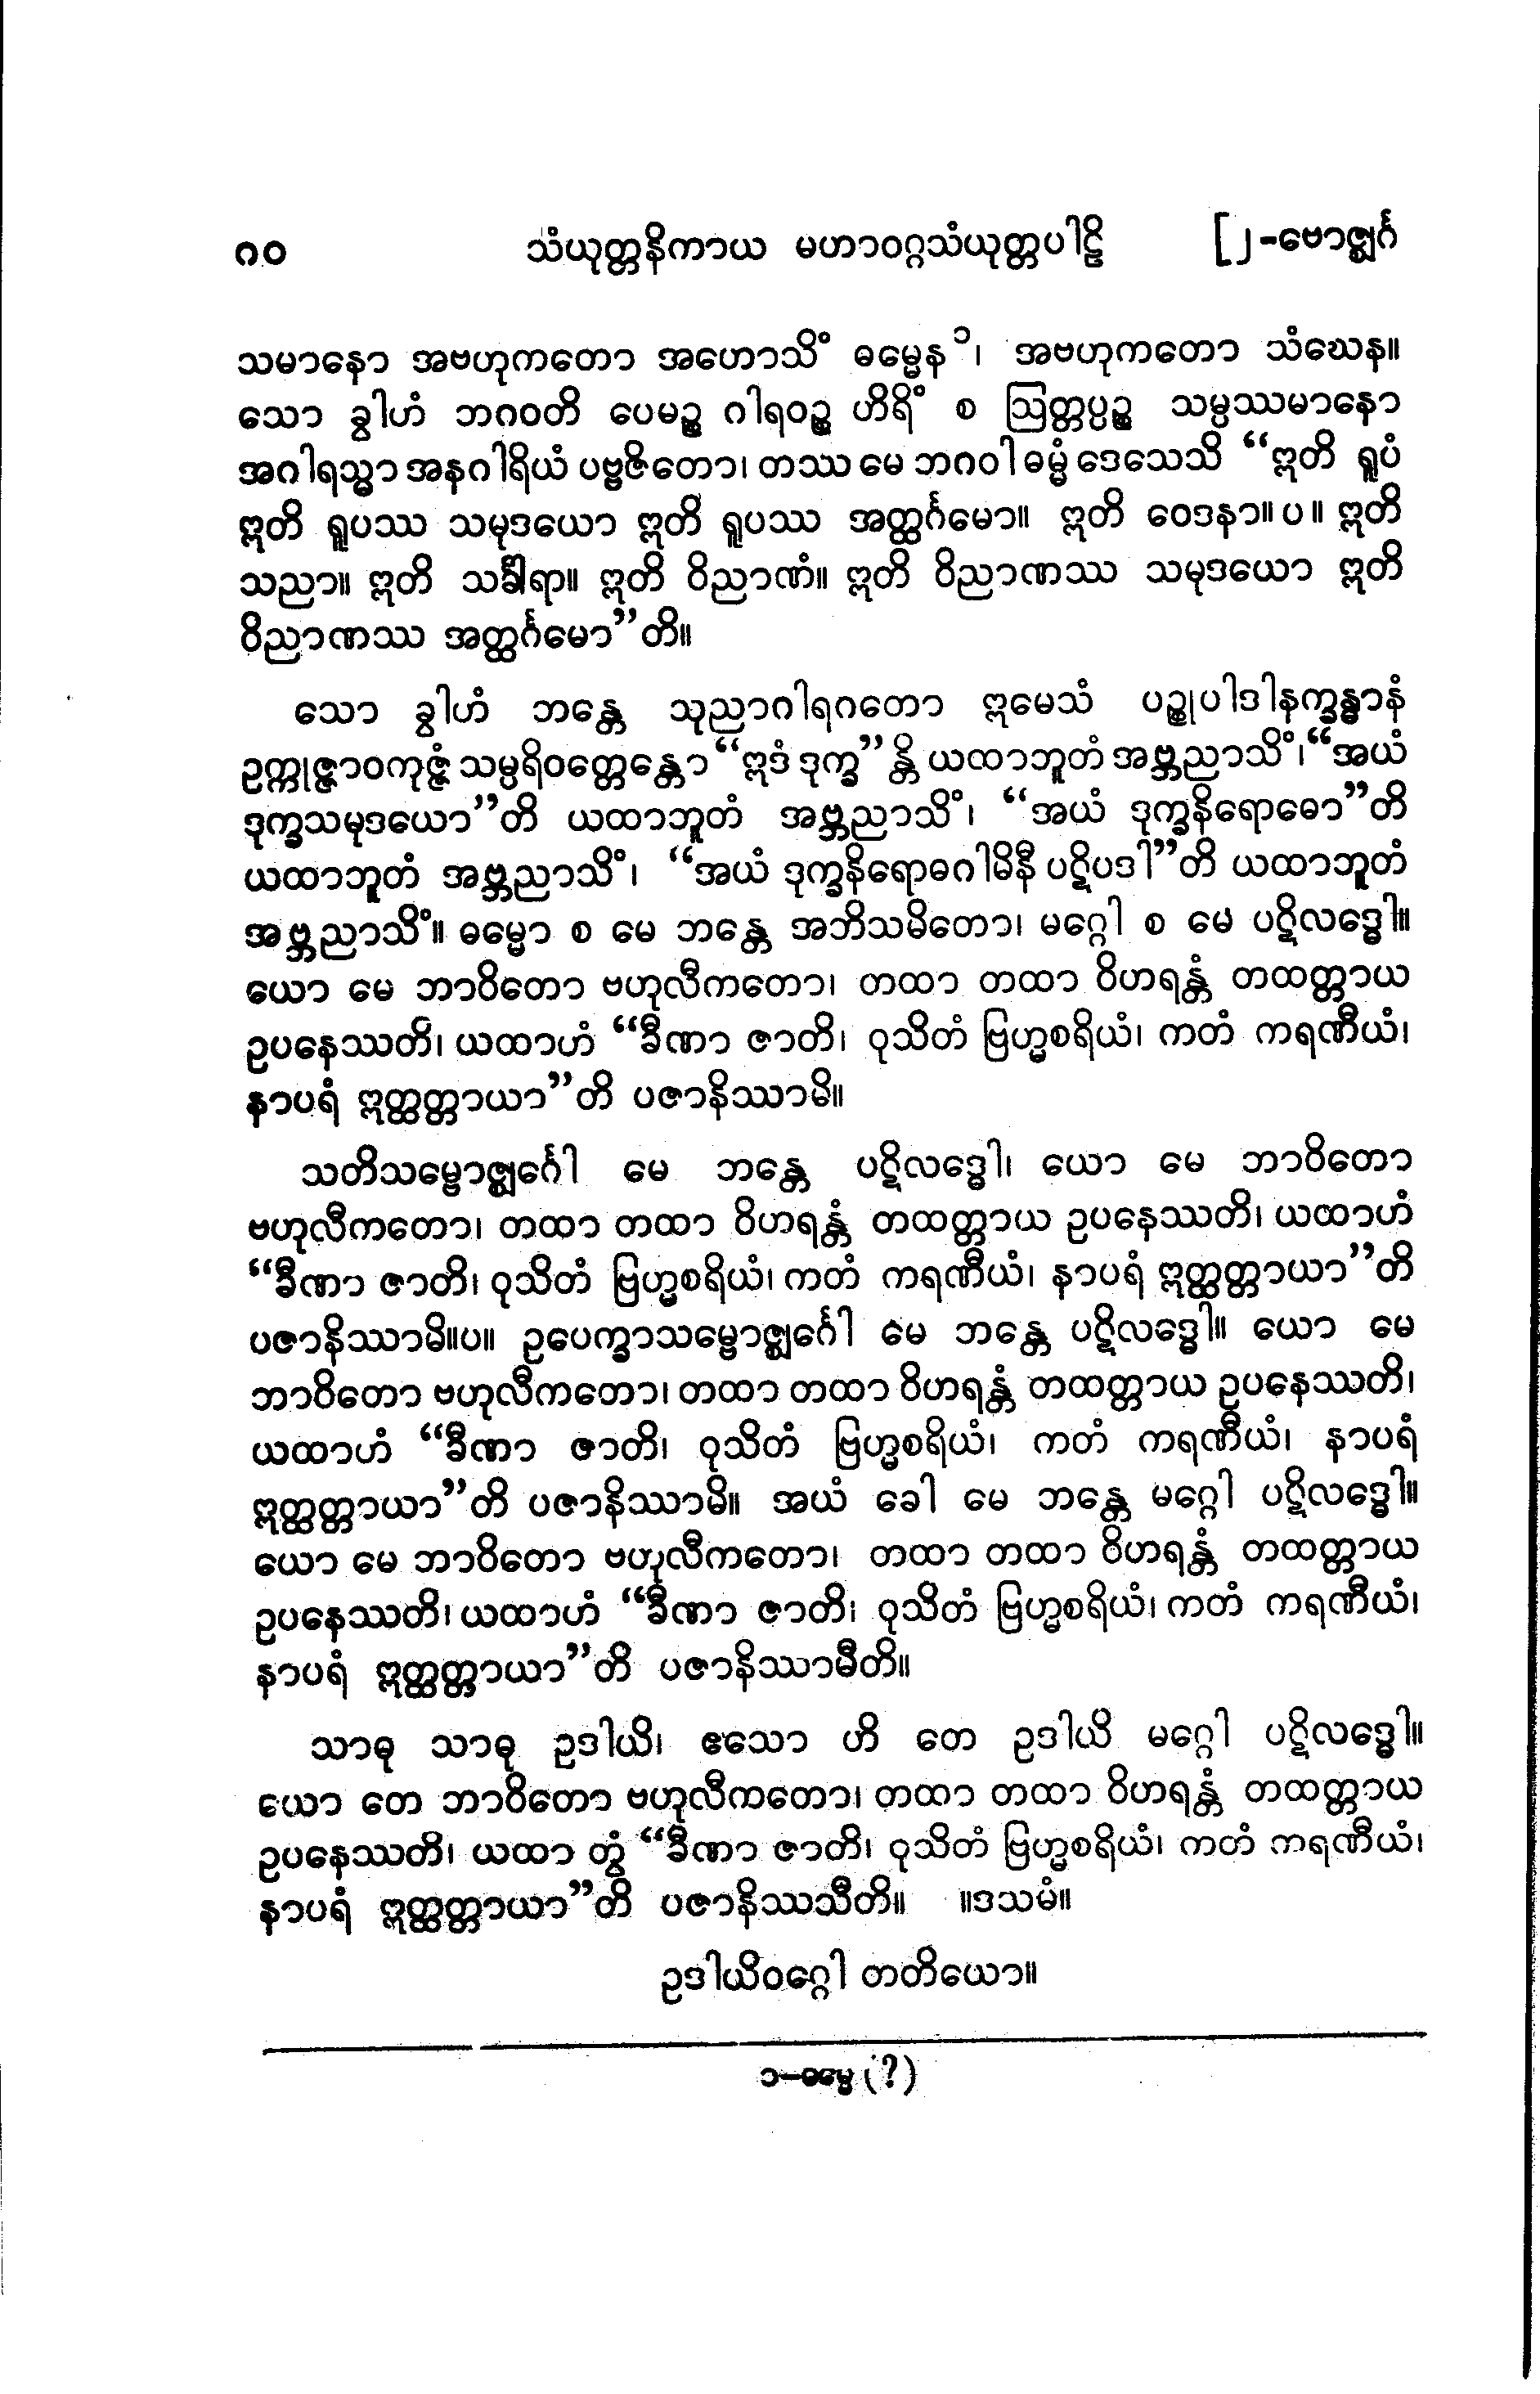 ၈၀ သံယုတ္တနိကာယ မဟာဝဂ္ဂသံယုတ္တပါဠိ [၂-ဗောဇ္ဈင်္ဂ
သမာနော အဗဟုကတော အဟောသိံ ဓမ္မေန၁၊ အဗဟုကတော သံဃေန။
သော ခွါဟံ ဘဂဝတိ ပေမဉ္စ ဂါရဝဉ္စ ဟိရိံ စ ဩတ္တပ္ပဉ္စ သမ္ပဿမာနော
အဂါရသ္မာ အနဂါရိယံ ပဗ္ဗဇိတော၊ တဿ မေ ဘဂဝါ ဓမ္မံ ဒေသေသိ “ဣတိ ရူပံ
ဣတိ ရူပဿ သမုဒယော ဣတိ ရူပဿ အတ္ထင်္ဂမော။ ဣတိ ဝေဒနာ။ ပ ။ ဣတိ
သညာ။ ဣတိ သင်္ခါရာ။ ဣတိ ဝိညာဏံ။ ဣတိ ဝိညာဏဿ သမုဒယော ဣတိ
ဝိညာဏဿ အတ္ထင်္ဂမော”တိ။
သော ခွါဟံ ဘန္တေ သုညာဂါရဂတော ဣမေသံ ပဉ္စုပါဒါနက္ခန္ဓာနံ
ဥက္ကုဇ္ဇာဝကုဇ္ဇံ သမ္ပရိဝတ္တေန္တော “ဣဒံ ဒုက္ခ”န္တိ ယထာဘူတံ အဗ္ဘညာသိံ၊ “အယံ
ဒုက္ခသမုဒယော”တိ ယထာဘူတံ အဗ္ဘညာသိံ၊ “အယံ ဒုက္ခနိရောဓော”တိ
ယထာဘူတံ အဗ္ဘညာသိံ၊ “အယံ ဒုက္ခနိရောဓဂါမိနီ ပဋိပဒါ”တိ ယထာဘူတံ
အဗ္ဘညာသိံ။ ဓမ္မော စ မေ ဘန္တေ အဘိသမိတော၊ မဂ္ဂေါ စ မေ ပဋိလဒ္ဓေါ။
ယော မေ ဘာဝိတော ဗဟုလီကတော၊ တထာ တထာ ဝိဟရန္တံ တထတ္တာယ
ဥပနေဿတိ၊ ယထာဟံ “ခီဏာ ဇာတိ၊ ဝုသိတံ ဗြဟ္မစရိယံ၊ ကတံ ကရဏီယံ၊
နာပရံ ဣတ္ထတ္တာယာ”တိ ပဇာနိဿာမိ။
သတိသမ္ဗောဇ္ဈင်္ဂေါ မေ ဘန္တေ ပဋိလဒ္ဓေါ၊ ယော မေ ဘာဝိတော
ဗဟုလီကတော၊ တထာ တထာ ဝိဟရန္တံ တထတ္တာယ ဥပနေဿတိ၊ ယထာဟံ
“ခီဏာ ဇာတိ၊ ဝုသိတံ ဗြဟ္မစရိယံ၊ ကတံ ကရဏီယံ၊ နာပရံ ဣတ္ထတ္တာယာ”တိ
ပဇာနိဿာမိ။ပ။ ဥပေက္ခာသမ္ဗောဇ္ဈင်္ဂေါ မေ ဘန္တေ ပဋိလဒ္ဓေါ။ ယော မေ
ဘာဝိတော ဗဟုလီကတော၊ တထာ တထာ ဝိဟရန္တံ တထတ္တာယ ဥပနေဿတိ၊
ယထာဟံ “ခီဏာ ဇာတိ၊ ဝုသိတံ ဗြဟ္မစရိယံ၊ ကတံ ကရဏီယံ၊ နာပရံ
ဣတ္ထတ္တာယာ”တိ ပဇာနိဿာမိ။ အယံ ခေါ မေ ဘန္တေ မဂ္ဂေါ ပဋိလဒ္ဓေါ။
ယော မေ ဘာဝိတော ဗဟုလီကတော၊ တထာ တထာ ဝိဟရန္တံ တထတ္တာယ
ဥပနေဿတိ၊ ယထာဟံ “ခီဏာ ဇာတိ၊ ဝုသိတံ ဗြဟ္မစရိယံ၊ ကတံ ကရဏီယံ၊
နာပရံ ဣတ္ထတ္တာယာ”တိ ပဇာနိဿာမီတိ။
သာဓု သာဓု ဥဒါယိ၊ ဧသော ဟိ တေ ဥဒါယိ မဂ္ဂေါ ပဋိလဒ္ဓေါ။
ယော တေ ဘာဝိတော ဗဟုလီကတော၊ တထာ တထာ ဝိဟရန္တံ တထတ္တာယ
ဥပနေဿတိ၊ ယထာ တွံ “ခီဏာ ဇာတိ၊ ဝုသိတံ ဗြဟ္မစရိယံ၊ ကတံ ကရဏီယံ၊
နာပရံ ဣတ္ထတ္တာယာ”တိ ပဇာနိဿသီတိ။ ။ဒသမံ။
ဥဒါယိဝဂ္ဂေါ တတိယော။
၁–ဓမ္မေ (?)